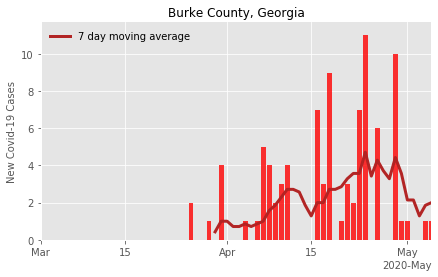 Burke County, Georgia
7 day moving average
New Covid-19 Cases
10
8
6
4
2
0
Mar 15 Apr 15 May
2020-May